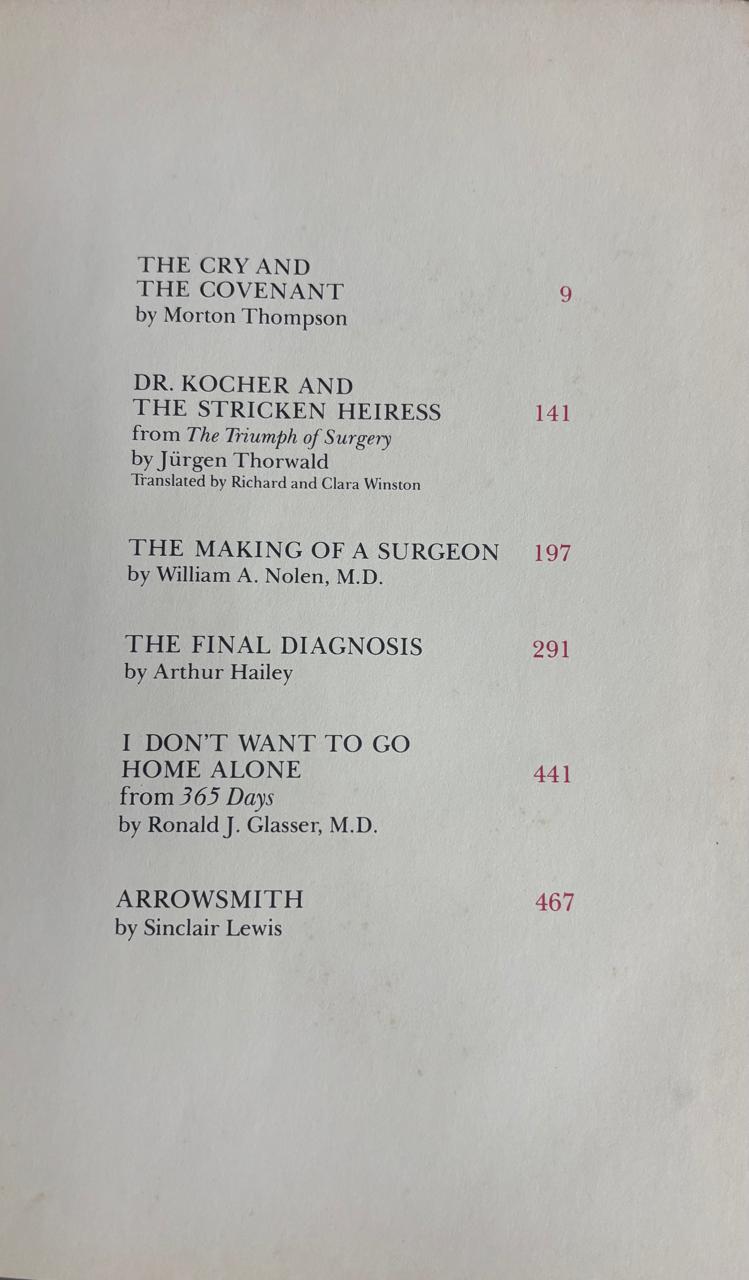 THE CRY AND
THE COVENANT 9
by Morton Thompson
DR. KOCHER AND
THE STRICKEN HEIRESS 141
from The Triumph of Surgery
by Jürgen Thorwald
Translated by Richard and Clara Winston
THE MAKING OF A SURGEON 197
by William A. Nolen, M.D.
THE FINAL DIAGNOSIS 291
by Arthur Hailey
I DON'T WANT TO GO
HOME ALONE 441
from 365 Days
by Ronald J. Glasser, M.D.
ARROWSMITH 467
by Sinclair Lewis